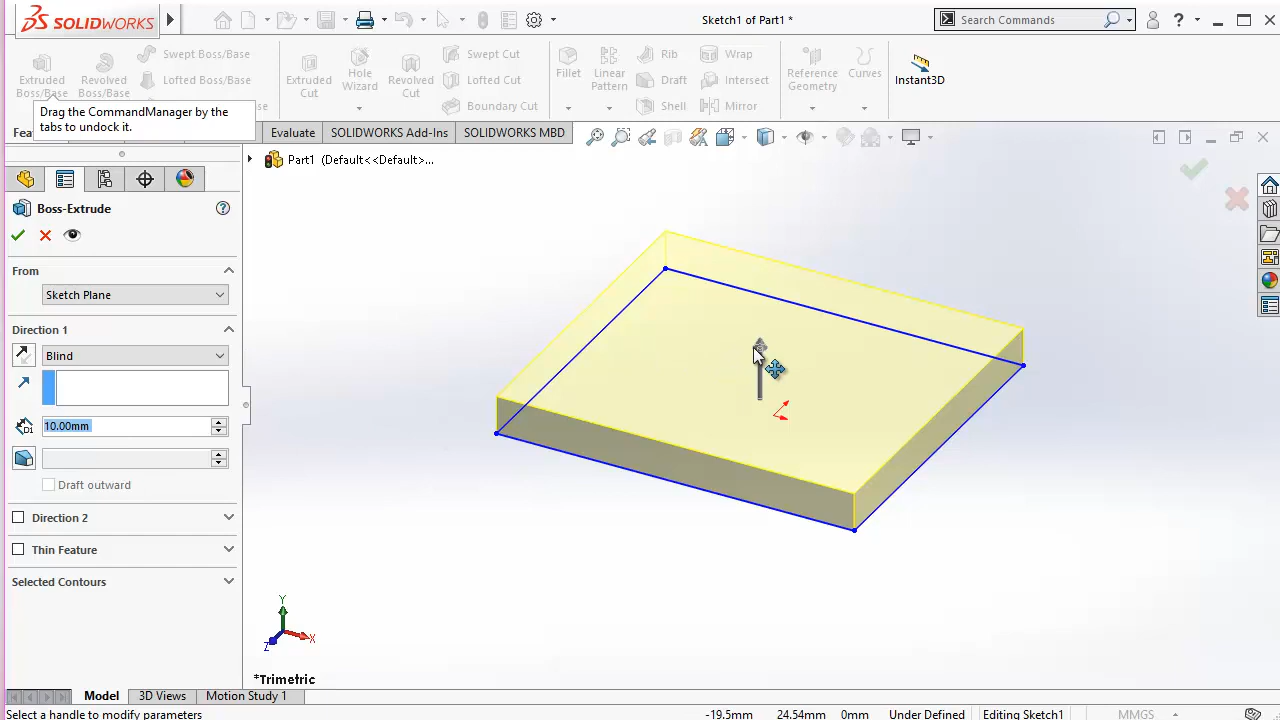 SOLIDWORKS
Sketch1 of Part1 *
Search Commands
?
Extruded Boss/Base
Revolved Boss/Base
Swept Boss/Base
Lofted Boss/Base
Extruded Cut
Hole Wizard
Revolved Cut
Swept Cut
Lofted Cut
Boundary Cut
Fillet
Linear Pattern
Rib
Draft
Shell
Wrap
Intersect
Mirror
Reference Geometry
Curves
Instant3D
Drag the CommandManager by the
tabs to undock it.
Evaluate
SOLIDWORKS Add-Ins
SOLIDWORKS MBD
Part1 (Default<<Default>...
Boss-Extrude
?
From
Sketch Plane
Direction 1
Blind
D1
10.00mm
Draft outward
Direction 2
Thin Feature
Selected Contours
Y
X
Z
*Trimetric
Model
3D Views
Motion Study 1
Select a handle to modify parameters
-19.5mm
24.54mm
0mm
Under Defined
Editing Sketch1
MMGS